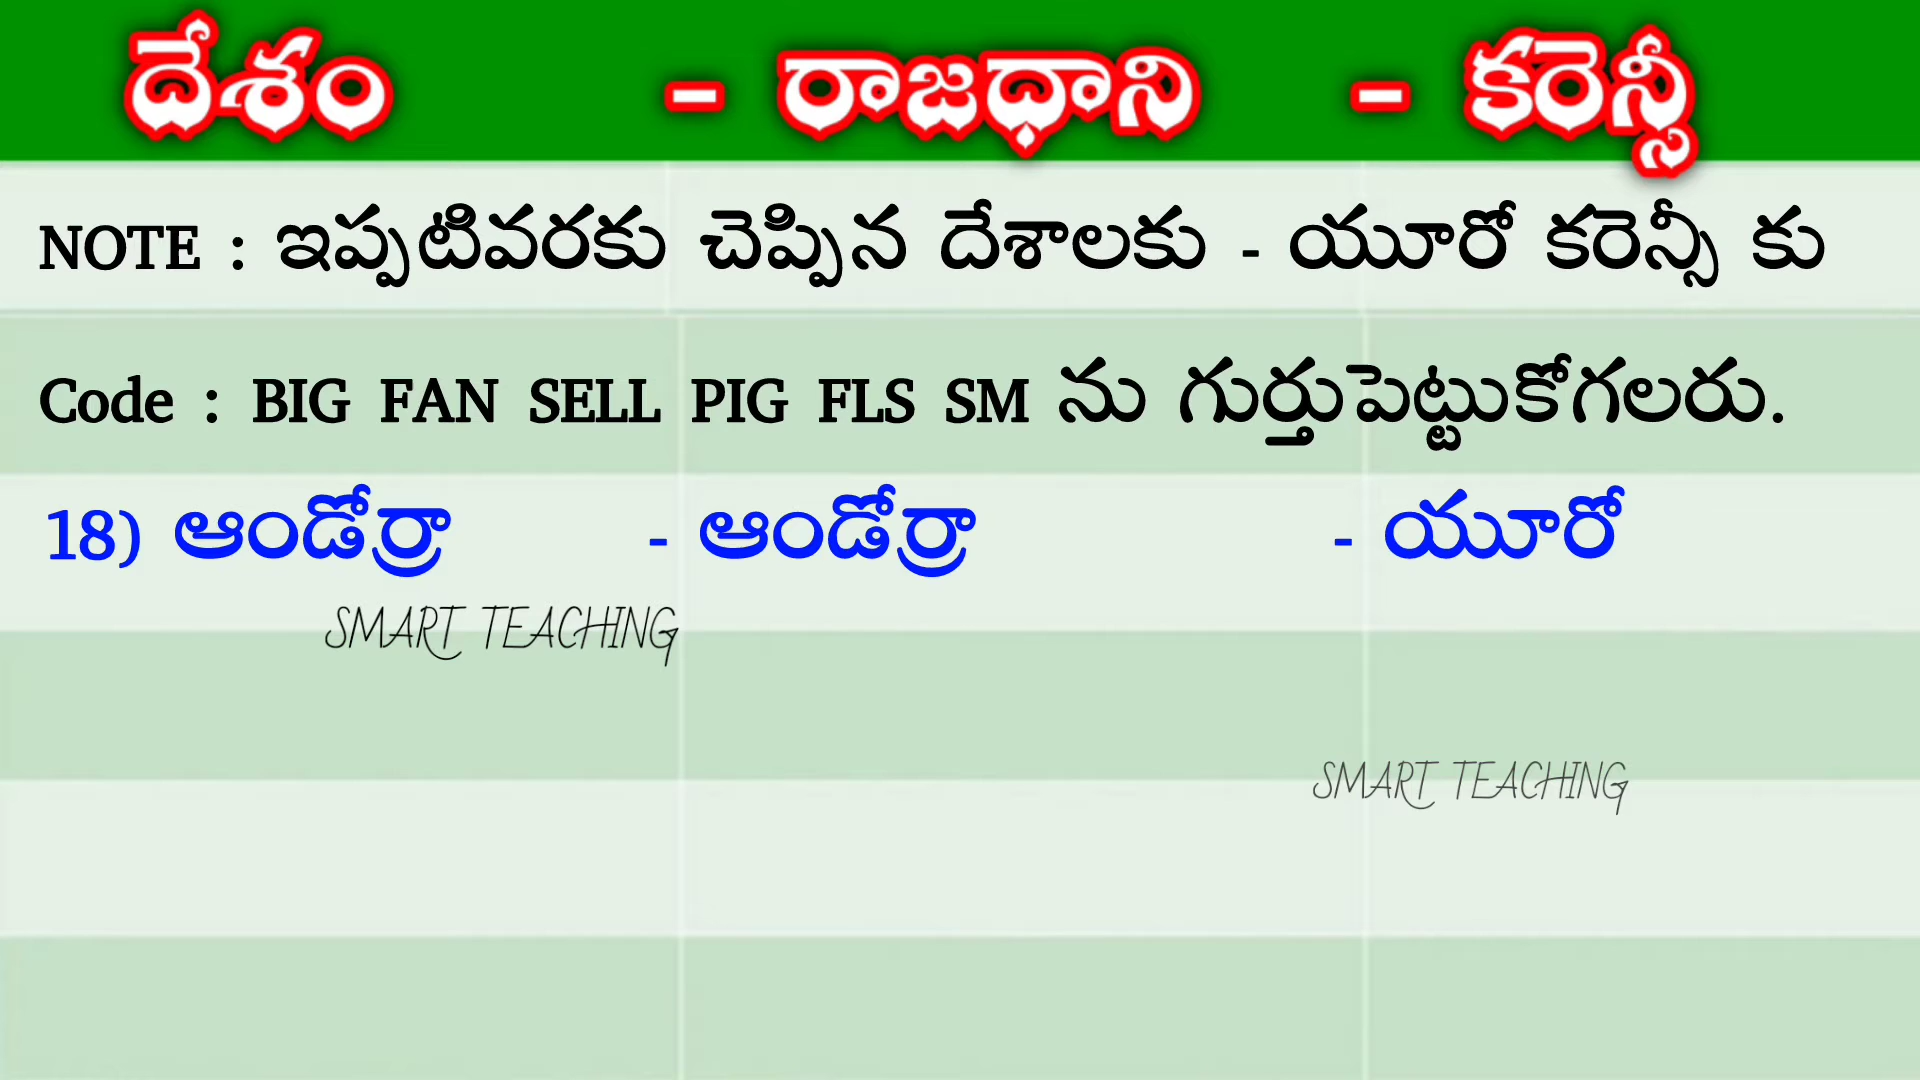 దేశం - రాజధాని - కరెన్సీ
NOTE : ఇప్పటివరకు చెప్పిన దేశాలకు - యూరో కరెన్సీ కు
Code : BIG FAN SELL PIG FLS SM ను గుర్తుపెట్టుకోగలరు.
18) ఆండోర్రా - ఆండోర్రా - యూరో
SMART TEACHING
SMART TEACHING